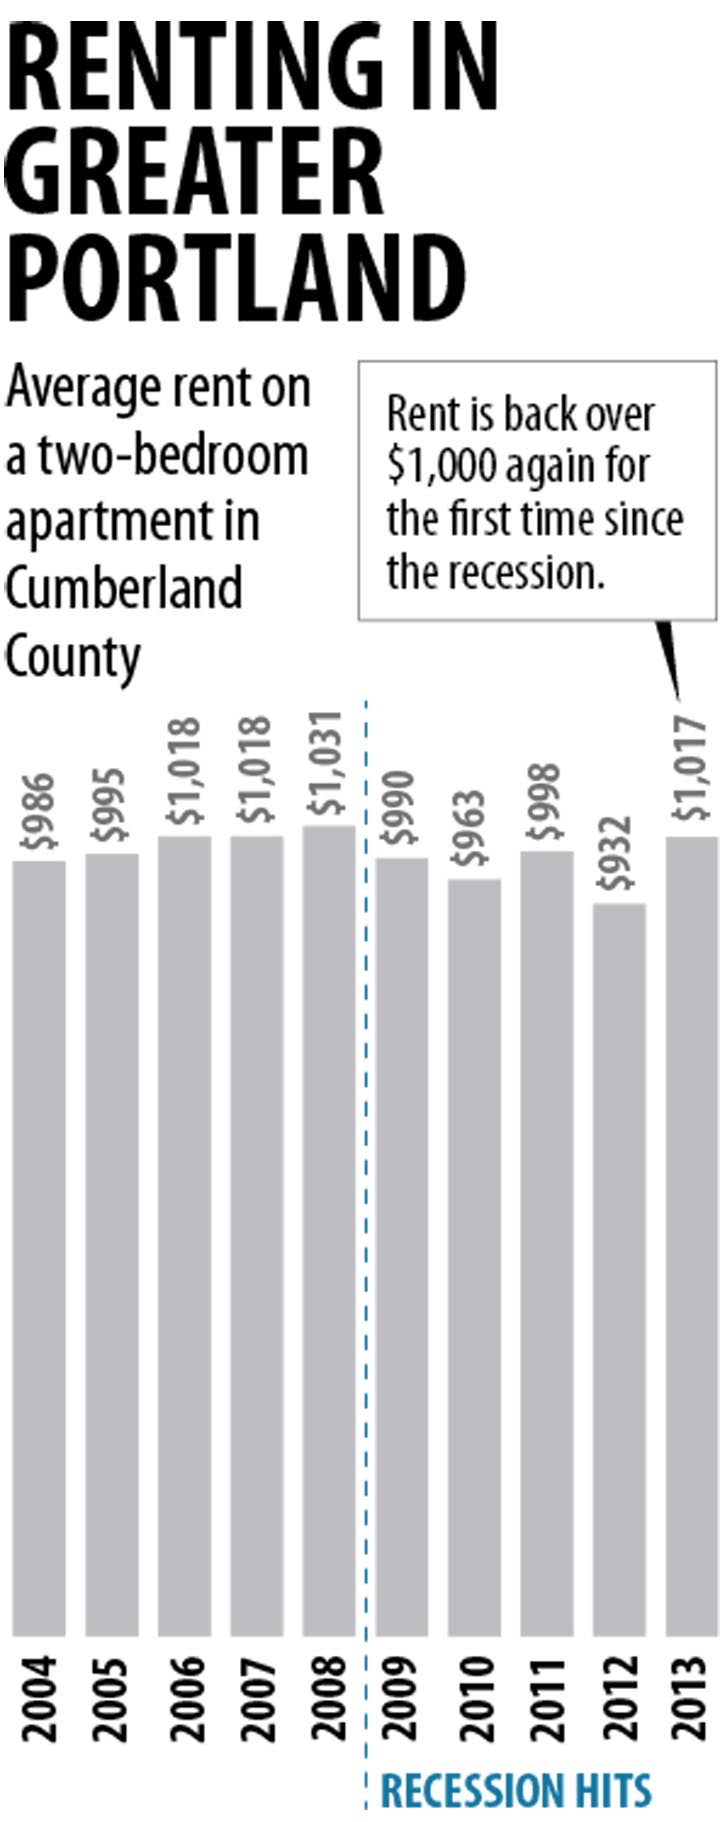 RENTING IN
GREATER
PORTLAND
Average rent on
a two-bedroom
apartment in
Cumberland
County
Rent is back over
$1,000 again for
the first time since
the recession.
$986
$995
$1,018
$1,018
$1,031
$990
$963
$998
$932
$1,017
2004
2005
2006
2007
2008
2009
2010
2011
2012
2013
RECESSION HITS